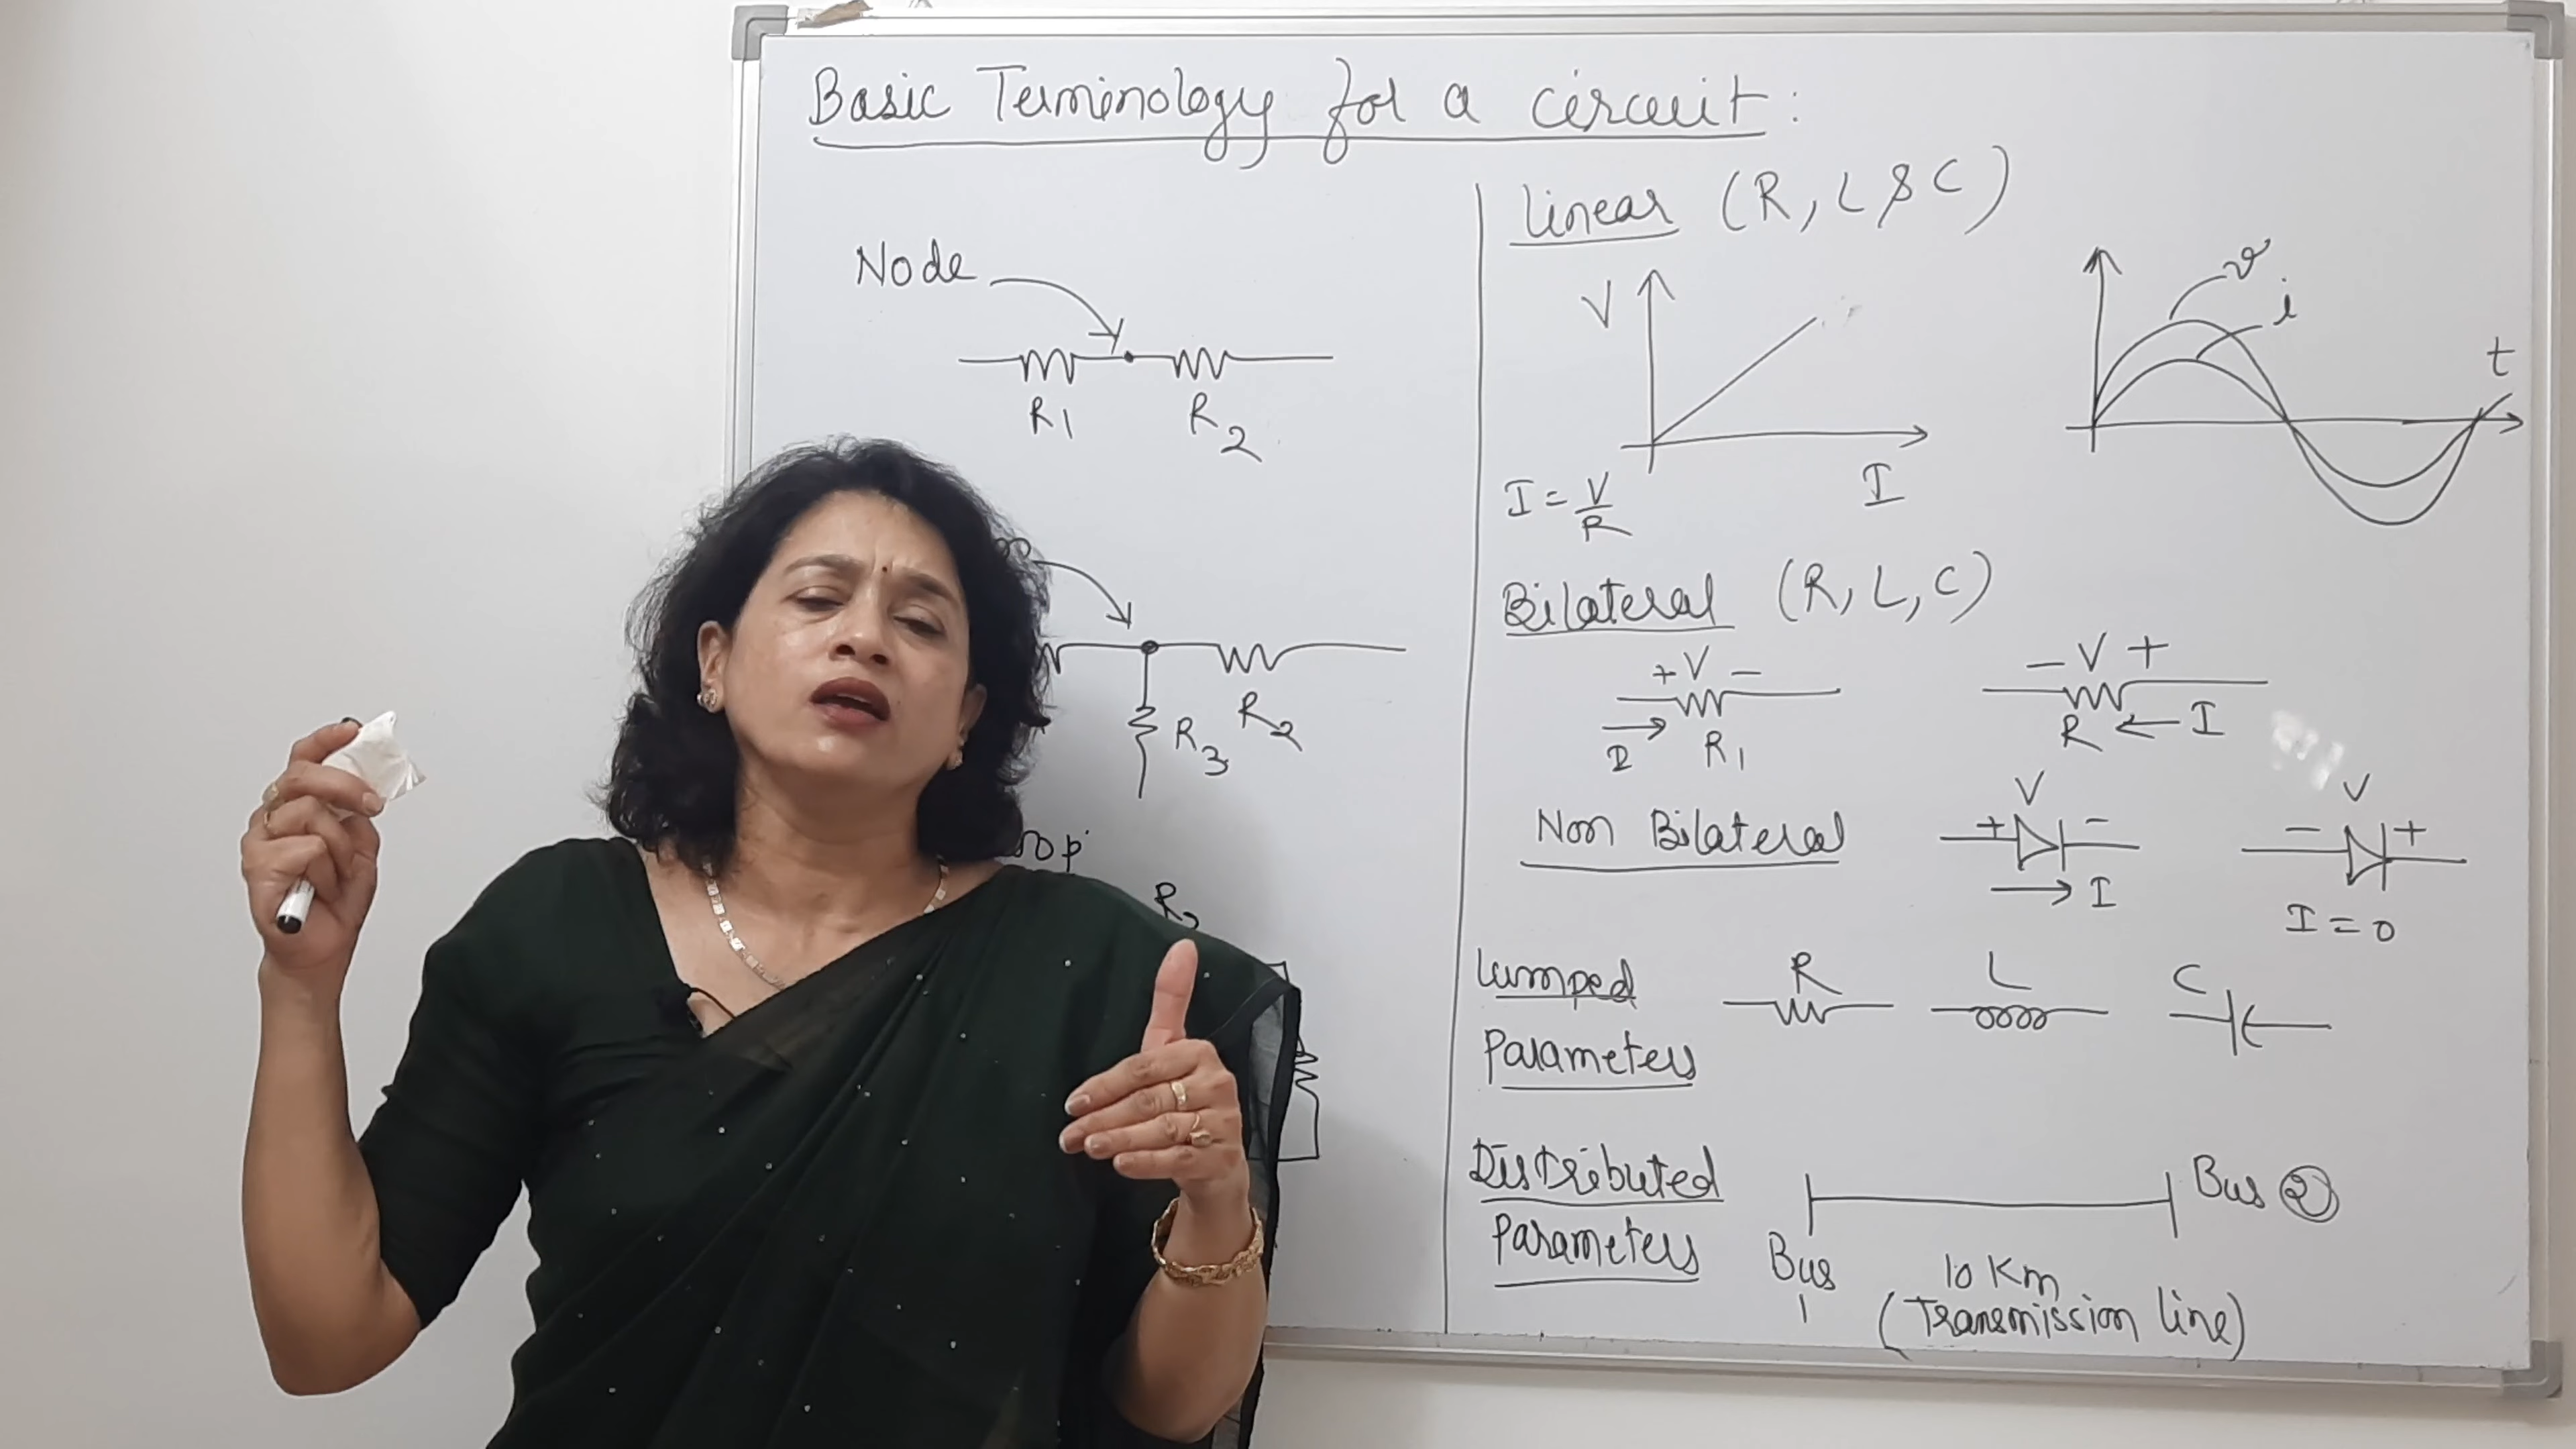 Basic Terminology for a circuit:
Node
R1
R2
R2
R3
R2
Linear (R, L & C)
V
I
I = V/R
v
i
t
Bilateral (R, L, C)
+ V -
I
R1
- V +
R
I
Non Bilateral
V
+ -
I
V
- +
I = 0
Lumped
Parameters
R
L
C
Distributed
Parameters
Bus
1
10 Km
(Transmission line)
Bus 2